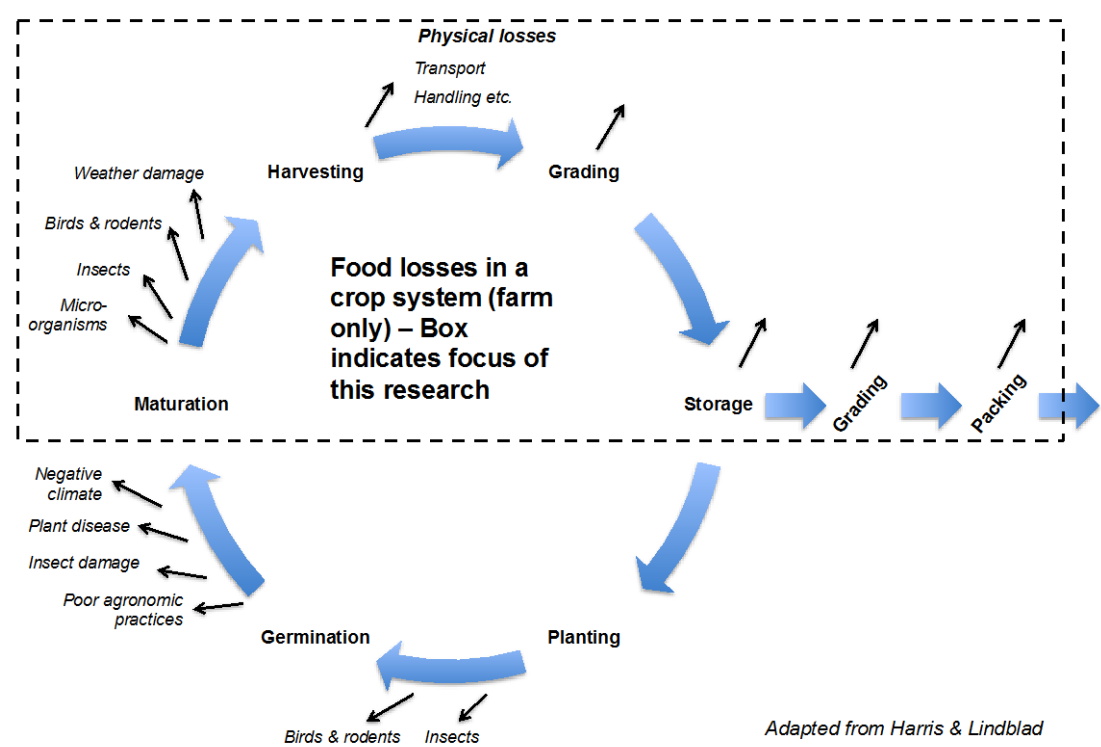 Physical losses
Transport
Handling etc.
Harvesting
Grading
Weather damage
Birds & rodents
Insects
Micro-
organisms
Food losses in a
crop system (farm
only) – Box
indicates focus of
this research
Maturation
Storage
Grading
Packing
Negative
climate
Plant disease
Insect damage
Poor agronomic
practices
Germination
Planting
Birds & rodents
Insects
Adapted from Harris & Lindblad